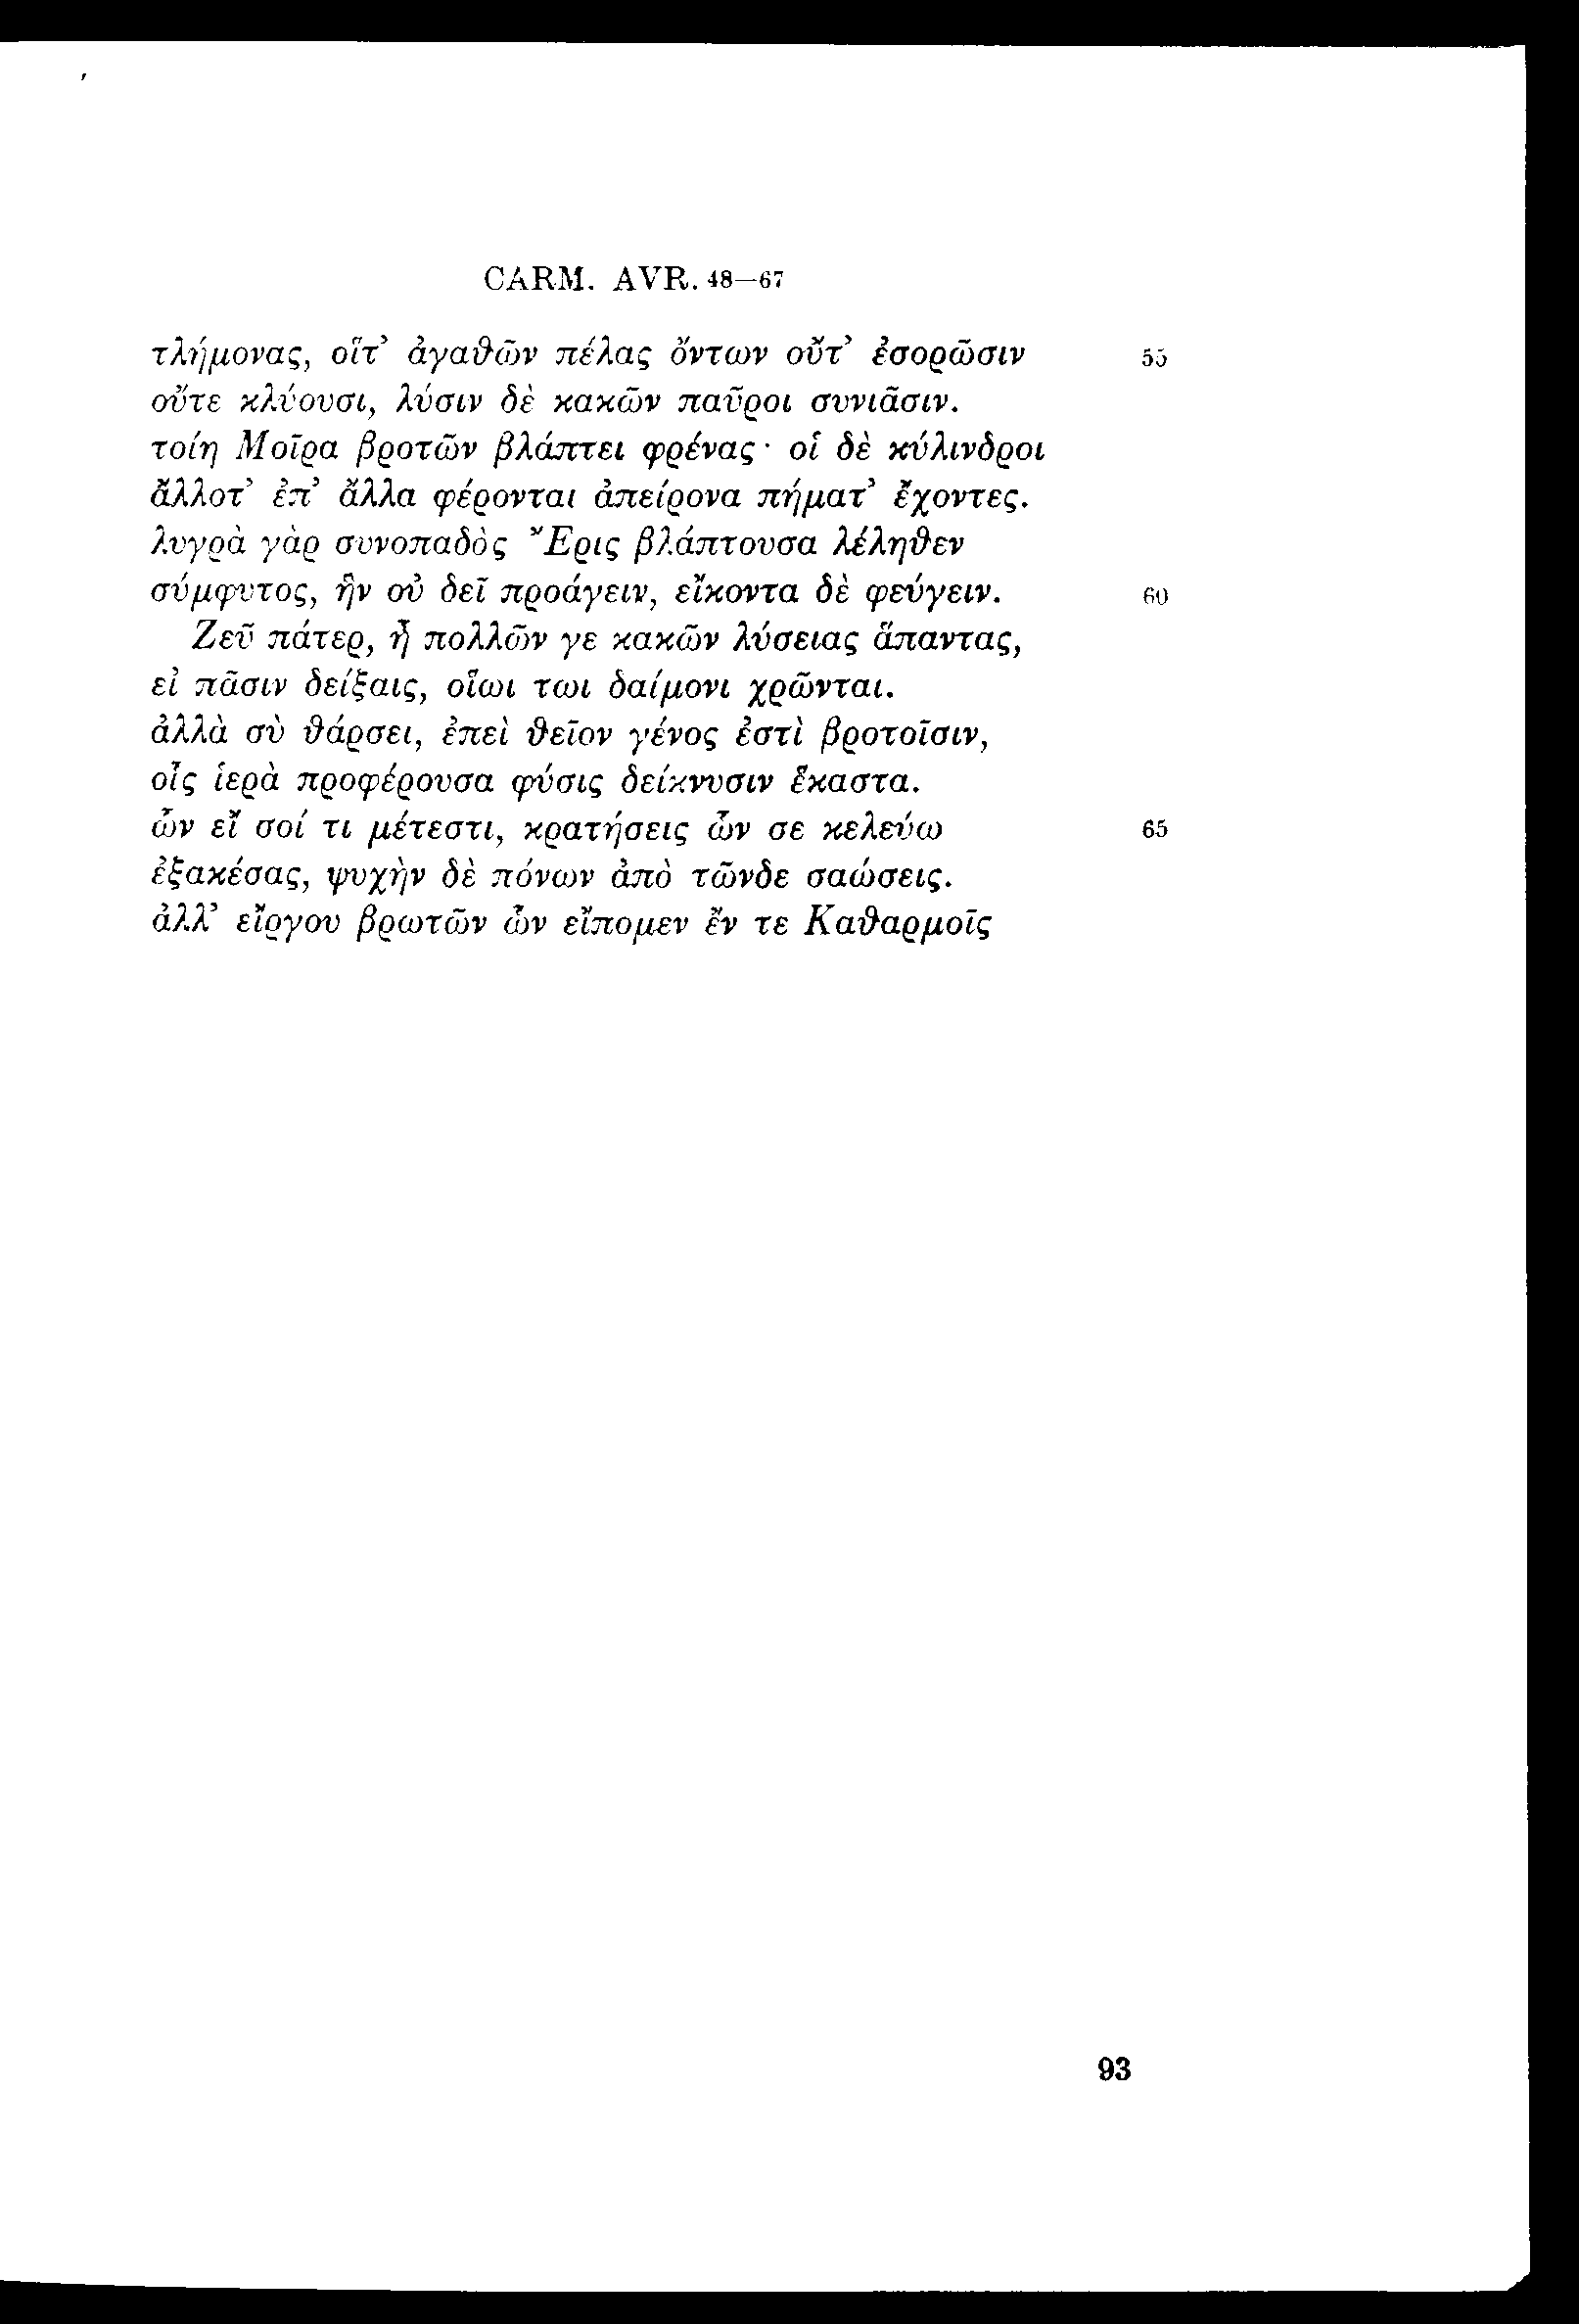 CARM. AVR. 48—67
τλήμονας, οἵτ’ ἀγαθῶν πέλας ὄντων οὔτ’ ἐσορῶσιν 55
οὔτε κλύουσι, λύσιν δὲ κακῶν παῦροι συνιᾶσιν.
τοίη Μοῖρα βροτῶν βλάπτει φρένας· οἱ δὲ κύλινδροι
ἄλλοτ’ ἐπ’ ἄλλα φέρονται ἀπείρονα πήματ’ ἔχοντες.
λυγρὰ γὰρ συνοπαδὸς Ἔρις βλάπτουσα λέληθεν
σύμφυτος, ἣν οὐ δεῖ προάγειν, εἴκοντα δὲ φεύγειν. 60
Ζεῦ πάτερ, ἦ πολλῶν γε κακῶν λύσειας ἅπαντας,
εἰ πᾶσιν δείξαις, οἵωι τωι δαίμονι χρῶνται.
ἀλλὰ σὺ θάρσει, ἐπεὶ θεῖον γένος ἐστὶ βροτοῖσιν,
οἷς ἱερὰ προφέρουσα φύσις δείκνυσιν ἕκαστα.
ὧν εἴ σοί τι μέτεστι, κρατήσεις ὧν σε κελεύω 65
ἐξακέσας, ψυχὴν δὲ πόνων ἀπὸ τῶνδε σαώσεις.
ἀλλ’ εἴργου βρωτῶν ὧν εἴπομεν ἔν τε Καθαρμοῖς
93